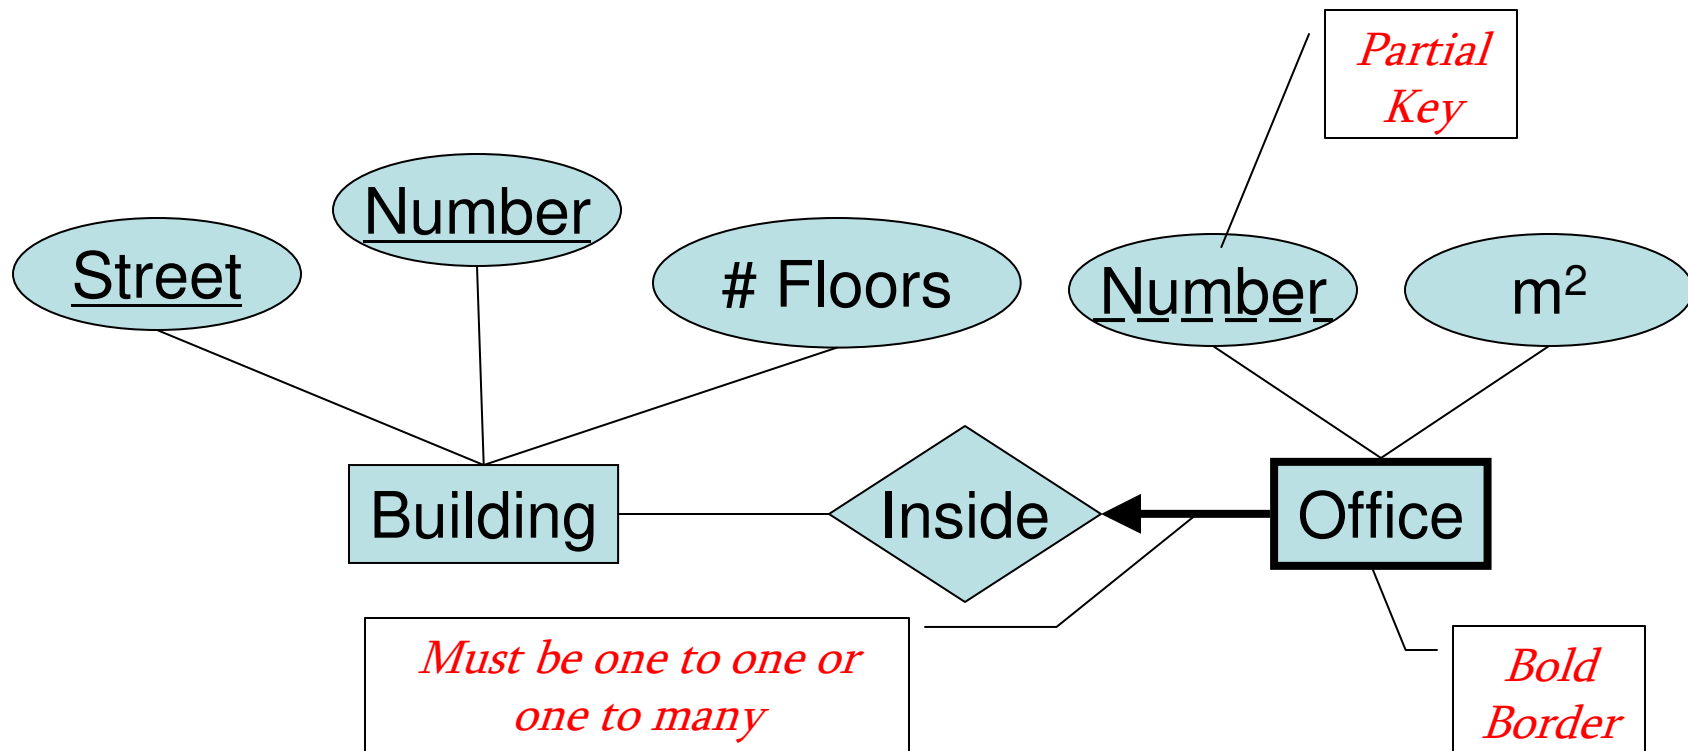 Partial
Key
Street
Number
# Floors
Number
m²
Building
Inside
Office
Must be one to one or
one to many
Bold
Border